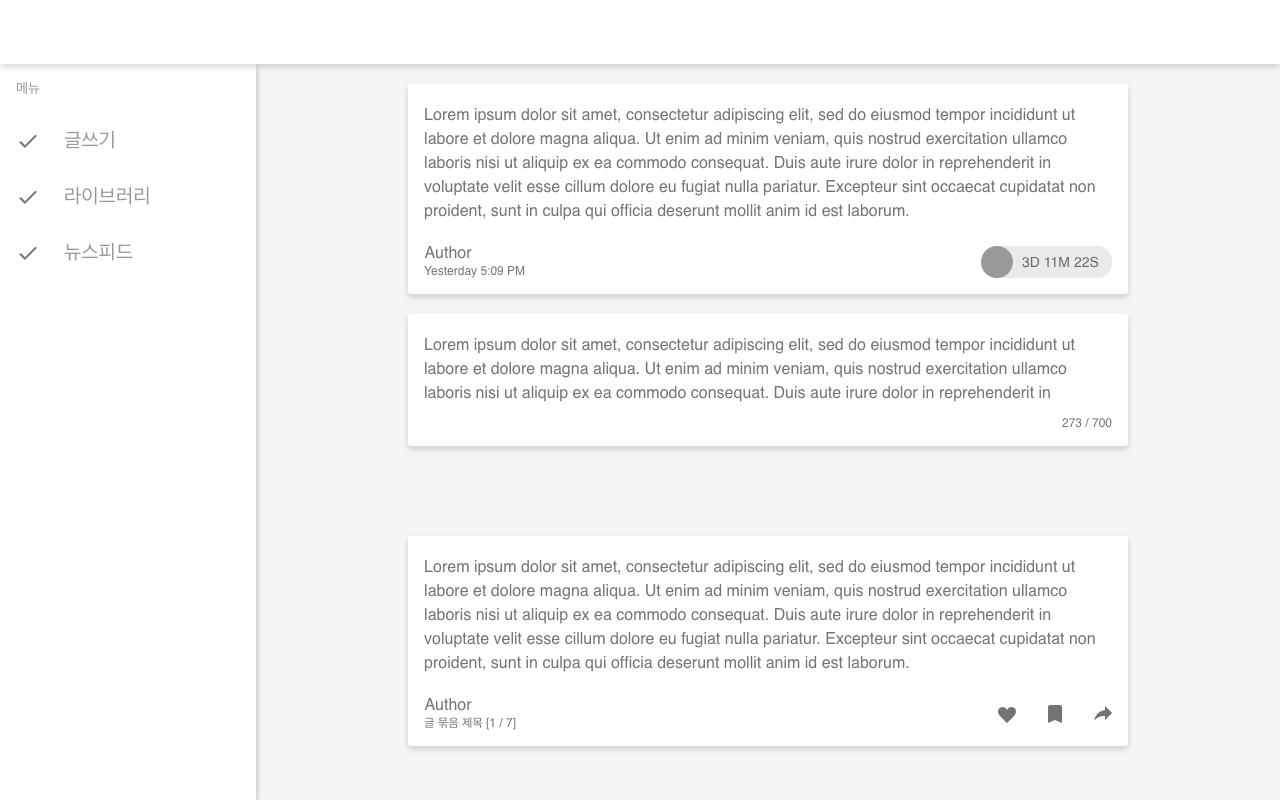 메뉴
글쓰기
라이브러리
뉴스피드
Lorem ipsum dolor sit amet, consectetur adipiscing elit, sed do eiusmod tempor incididunt ut
labore et dolore magna aliqua. Ut enim ad minim veniam, quis nostrud exercitation ullamco
laboris nisi ut aliquip ex ea commodo consequat. Duis aute irure dolor in reprehenderit in
voluptate velit esse cillum dolore eu fugiat nulla pariatur. Excepteur sint occaecat cupidatat non
proident, sunt in culpa qui officia deserunt mollit anim id est laborum.
Author
Yesterday 5:09 PM
3D 11M 22S
Lorem ipsum dolor sit amet, consectetur adipiscing elit, sed do eiusmod tempor incididunt ut
labore et dolore magna aliqua. Ut enim ad minim veniam, quis nostrud exercitation ullamco
laboris nisi ut aliquip ex ea commodo consequat. Duis aute irure dolor in reprehenderit in
273 / 700
Lorem ipsum dolor sit amet, consectetur adipiscing elit, sed do eiusmod tempor incididunt ut
labore et dolore magna aliqua. Ut enim ad minim veniam, quis nostrud exercitation ullamco
laboris nisi ut aliquip ex ea commodo consequat. Duis aute irure dolor in reprehenderit in
voluptate velit esse cillum dolore eu fugiat nulla pariatur. Excepteur sint occaecat cupidatat non
proident, sunt in culpa qui officia deserunt mollit anim id est laborum.
Author
글 묶음 제목 [1 / 7]